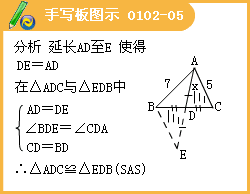 手写板图示 0102-05
分析 延长AD至E 使得
DE=AD
在△ADC与△EDB中
AD=DE
∠BDE=∠CDA
CD=BD
∴△ADC≌△EDB(SAS)
A
7
x
5
B
D
C
E